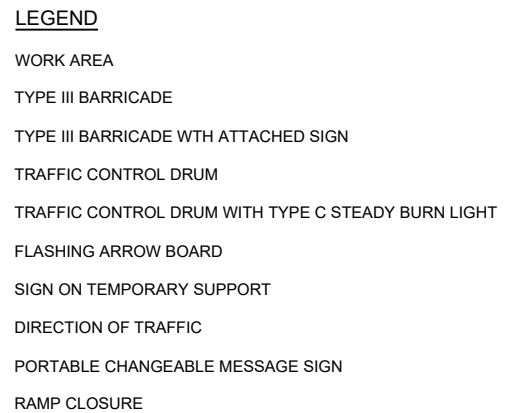 LEGEND
WORK AREA
TYPE III BARRICADE
TYPE III BARRICADE WTH ATTACHED SIGN
TRAFFIC CONTROL DRUM
TRAFFIC CONTROL DRUM WITH TYPE C STEADY BURN LIGHT
FLASHING ARROW BOARD
SIGN ON TEMPORARY SUPPORT
DIRECTION OF TRAFFIC
PORTABLE CHANGEABLE MESSAGE SIGN
RAMP CLOSURE